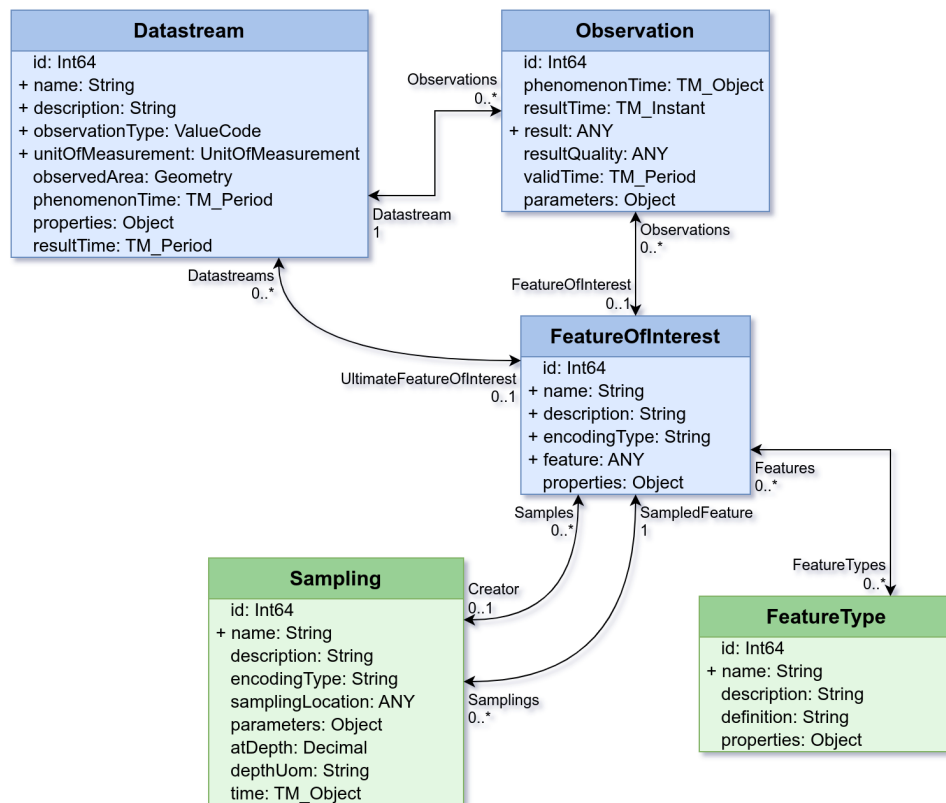 Datastream
id: Int64
+ name: String
+ description: String
+ observationType: ValueCode
+ unitOfMeasurement: UnitOfMeasurement
observedArea: Geometry
phenomenonTime: TM_Period
properties: Object
resultTime: TM_Period
Observation
id: Int64
phenomenonTime: TM_Object
resultTime: TM_Instant
+ result: ANY
resultQuality: ANY
validTime: TM_Period
parameters: Object
Observations
0..*
Datastream
1
Datastreams
0..*
Observations
0..*
FeatureOfInterest
0..1
UltimateFeatureOfInterest
0..1
FeatureOfInterest
id: Int64
+ name: String
+ description: String
+ encodingType: String
+ feature: ANY
properties: Object
Features
0..*
Samples
0..*
SampledFeature
1
FeatureTypes
0..*
Creator
0..1
Samplings
0..*
Sampling
id: Int64
+ name: String
description: String
encodingType: String
samplingLocation: ANY
parameters: Object
atDepth: Decimal
depthUom: String
time: TM_Object
FeatureType
id: Int64
+ name: String
description: String
definition: String
properties: Object